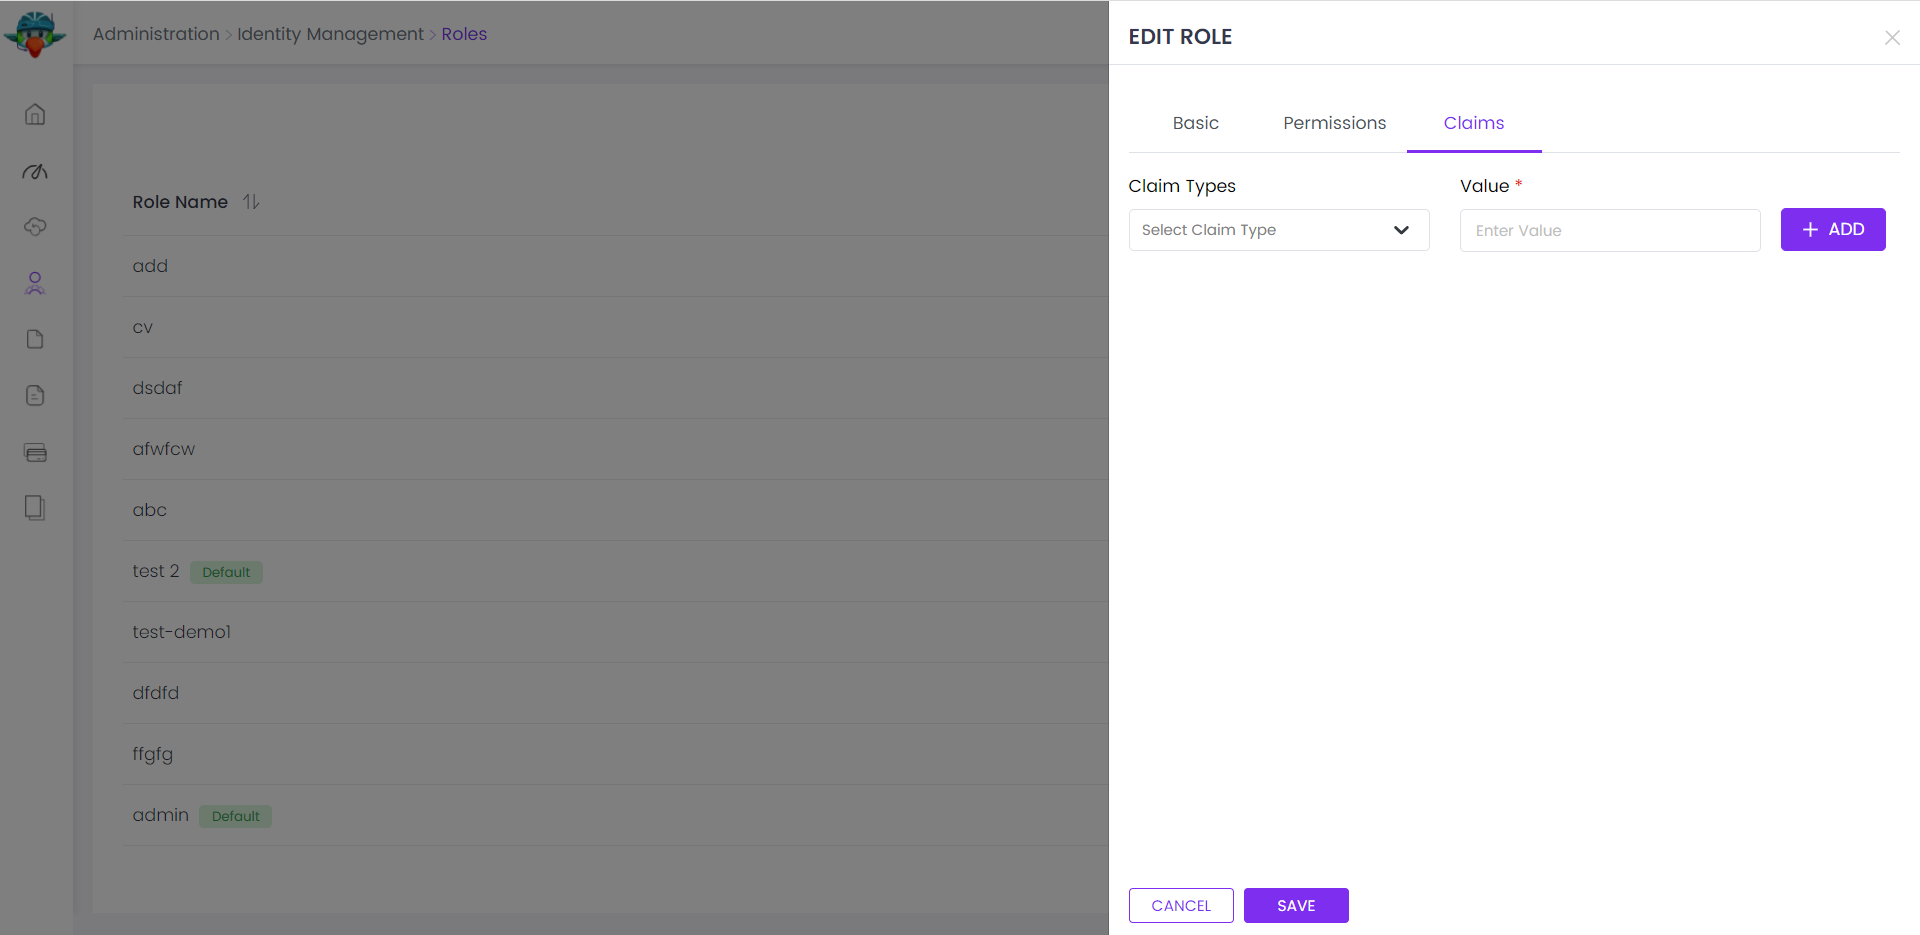 Administration > Identity Management > Roles
EDIT ROLE
Basic Permissions Claims
Claim Types Value *
Select Claim Type Enter Value ADD
Role Name
add
cv
dsdaf
afwfcw
abc
test 2 Default
test-demo1
dfdfd
ffgfg
admin Default
CANCEL SAVE